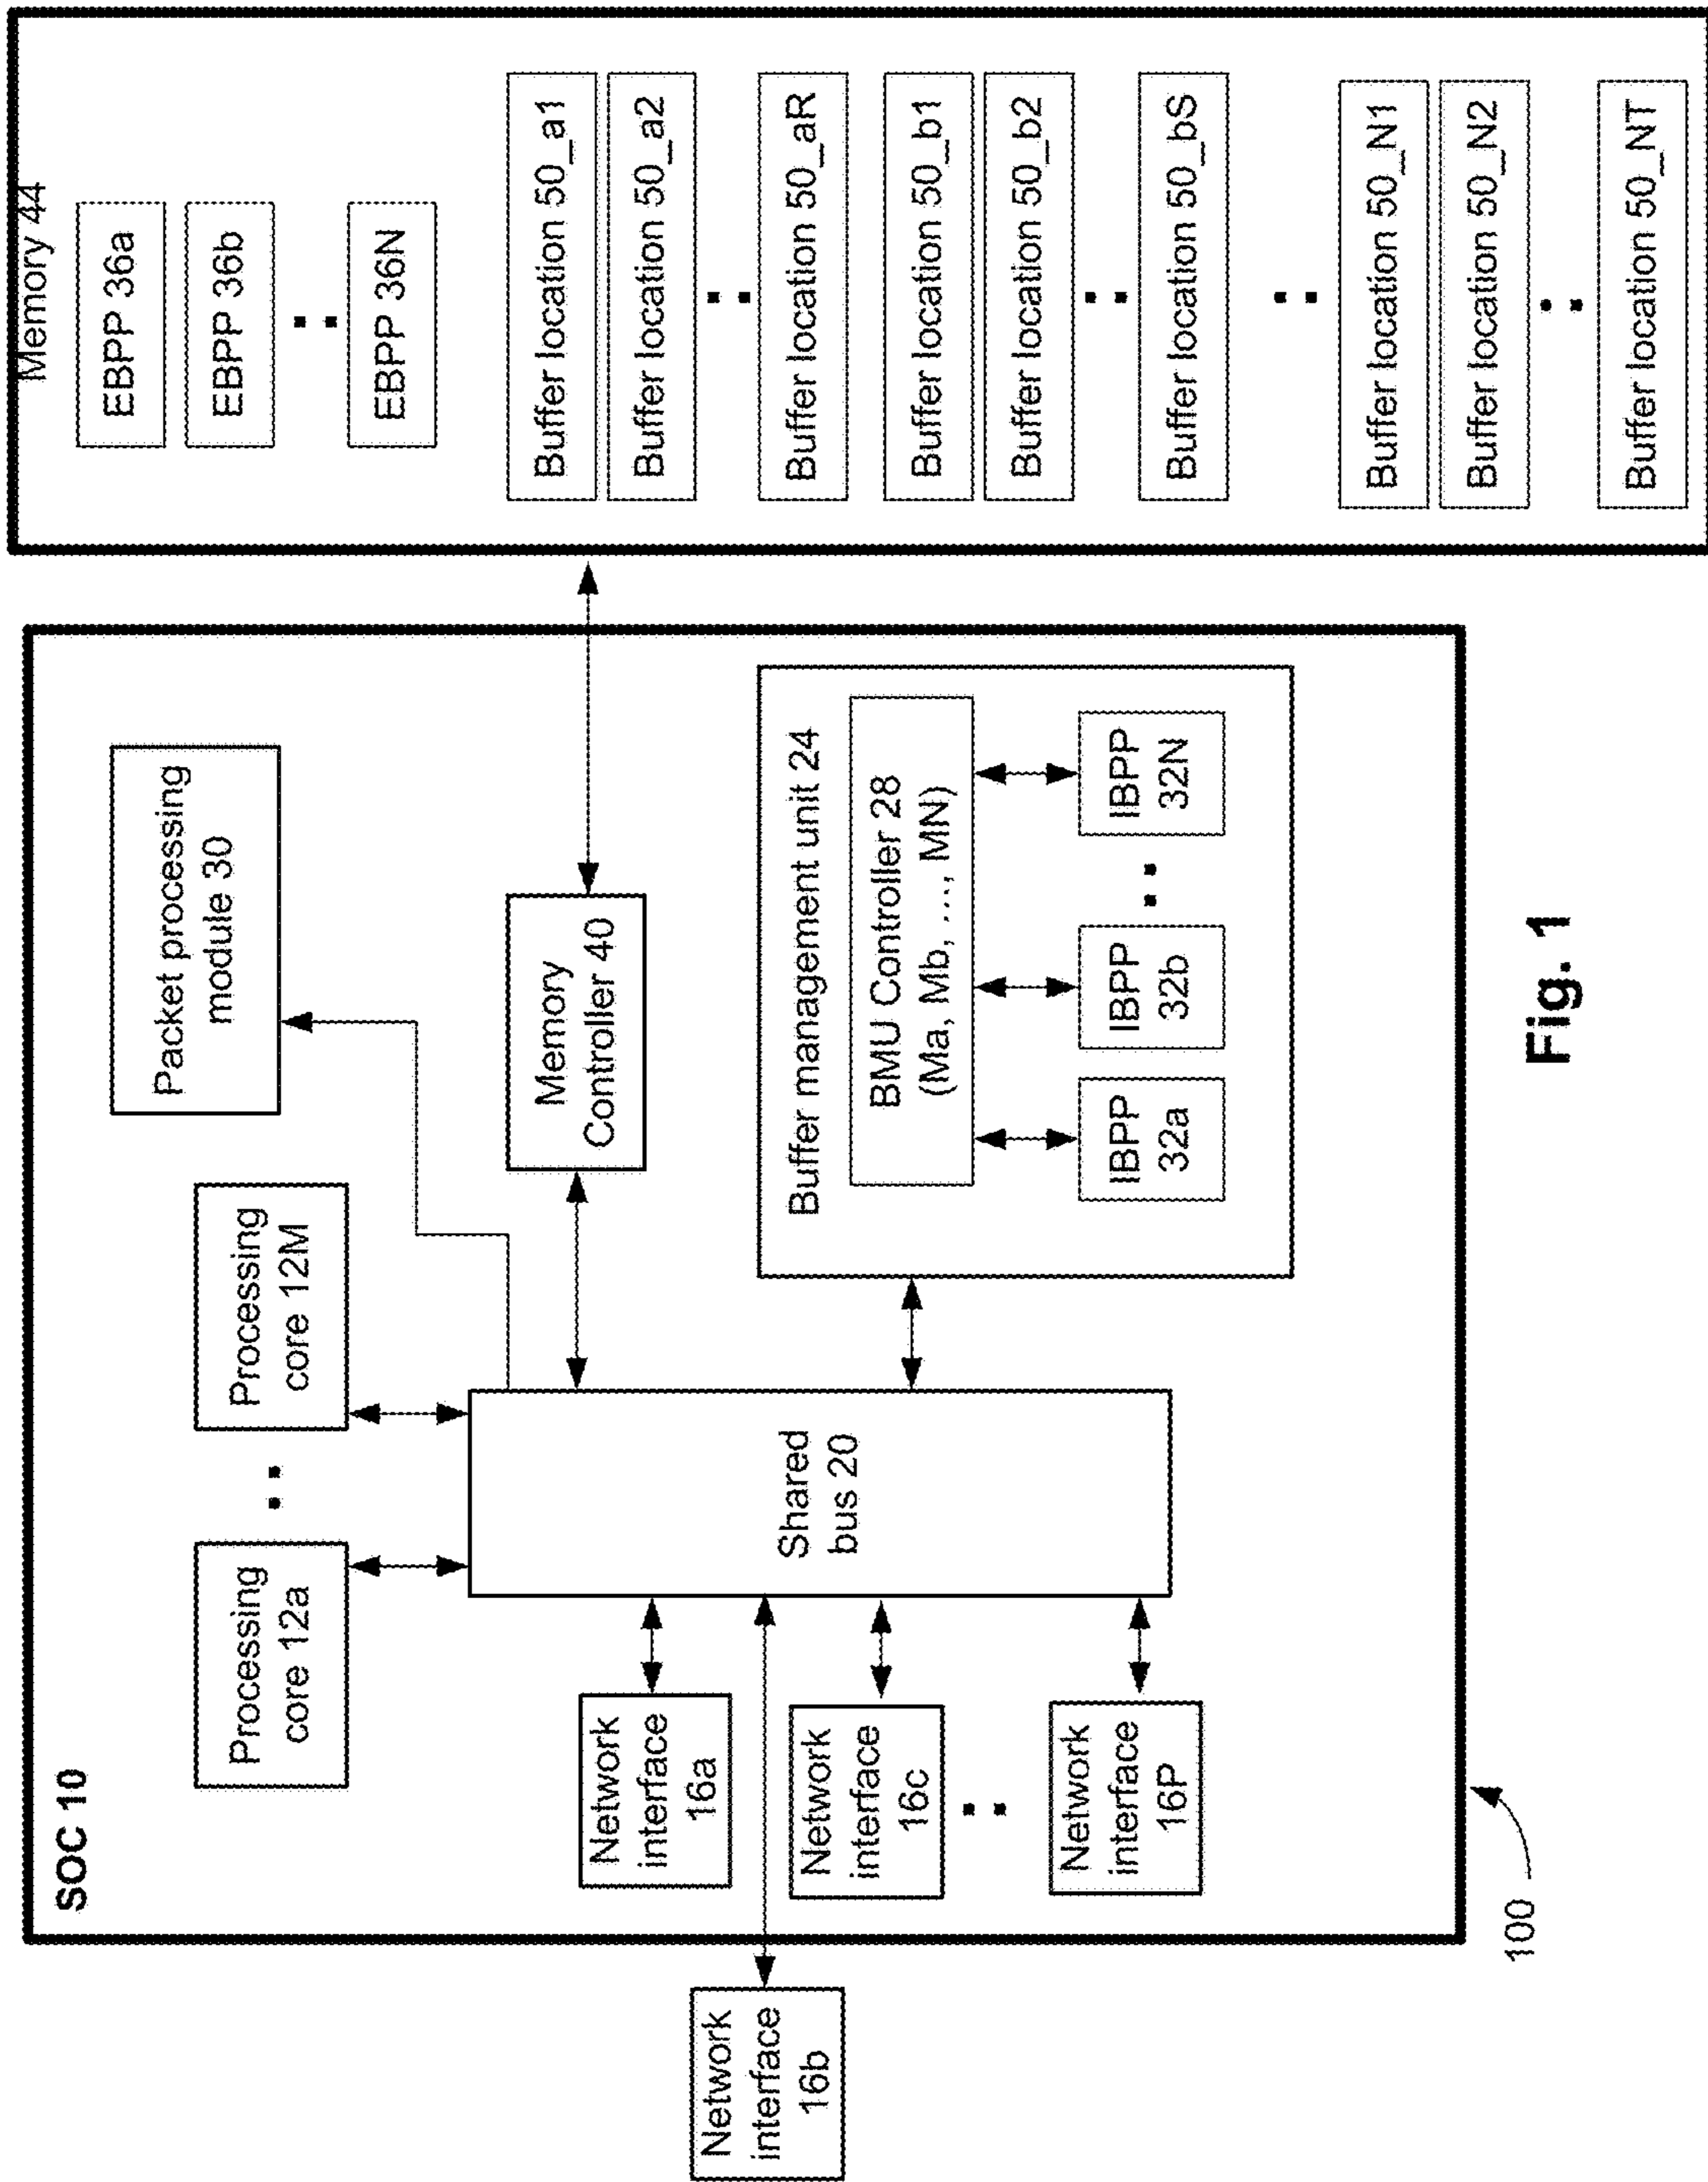 SOC 10
Processing
core 12a
Processing
core 12M
Packet processing
module 30
Network
interface
16a
Network
interface
16b
Network
interface
16c
Network
interface
16P
Shared
bus 20
Memory
Controller 40
Buffer management unit 24
BMU Controller 28
(Ma, Mb, ..., MN)
IBPP
32a
IBPP
32b
IBPP
32N
100
Memory 44
EBPP 36a
EBPP 36b
EBPP 36N
Buffer location 50_a1
Buffer location 50_a2
Buffer location 50_aR
Buffer location 50_b1
Buffer location 50_b2
Buffer location 50_bS
Buffer location 50_N1
Buffer location 50_N2
Buffer location 50_NT
Fig. 1